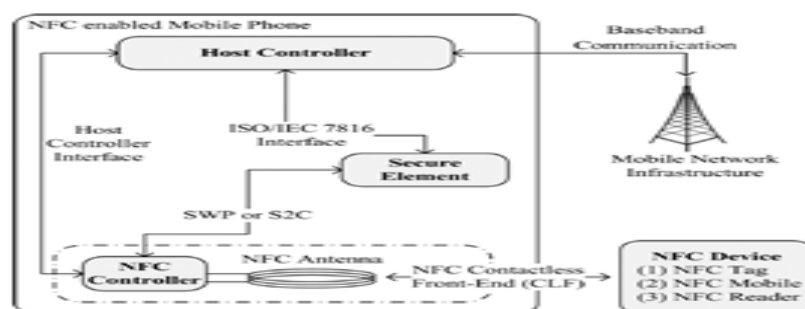 NFC enabled Mobile Phone
Host Controller
Baseband
Communication
Host
Controller
Interface
ISO/IEC 7816
Interface
Secure
Element
Mobile Network
Infrastructure
SWP or S2C
NFC
Controller
NFC Antenna
NFC Contactless
Front-End (CLF)
NFC Device
(1) NFC Tag
(2) NFC Mobile
(3) NFC Reader